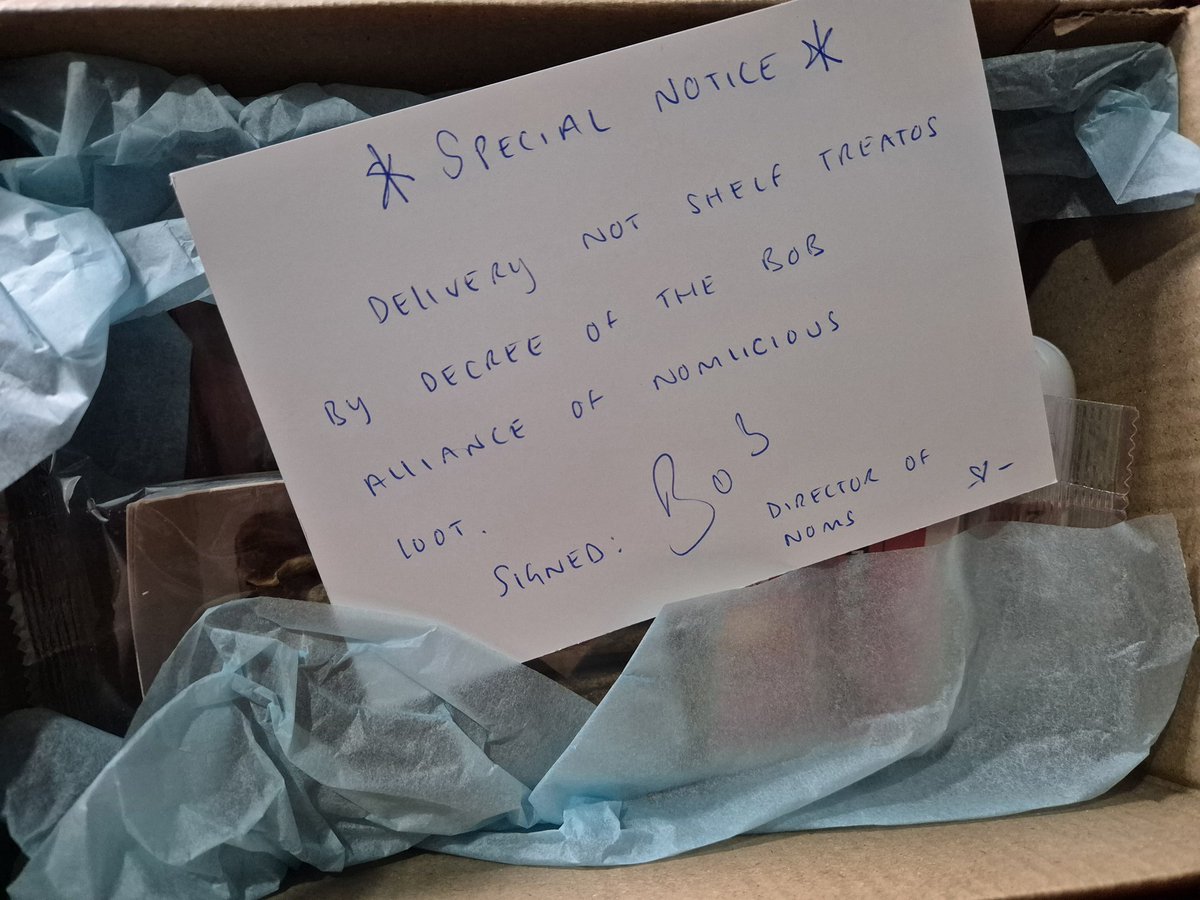 * SPECIAL NOTICE *
DELIVERY NOT SHELF TREATOS
BY DECREE OF THE BOB
ALLIANCE OF NOMLICIOUS
LOOT.
SIGNED: Bob
DIRECTOR OF
NOMS